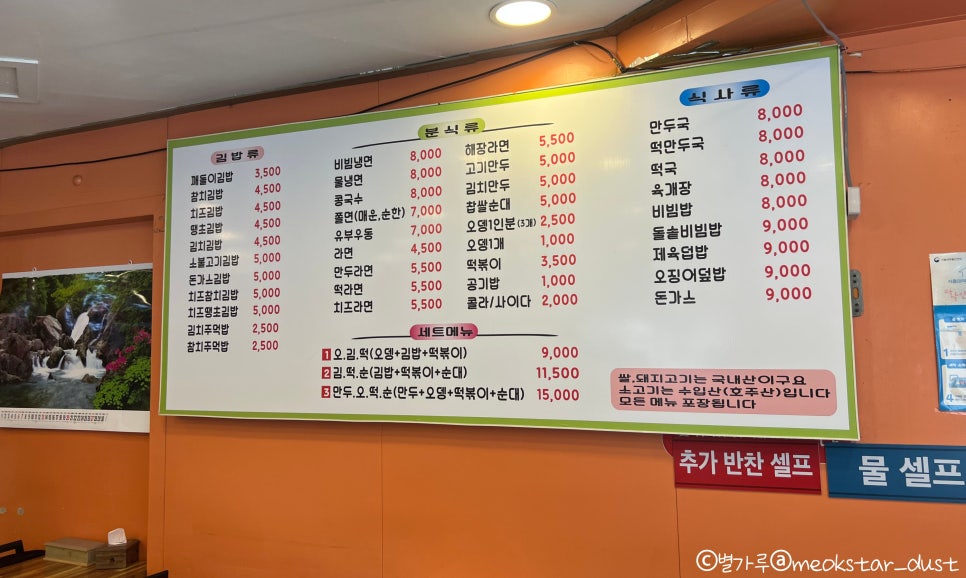 김밥류
깨돌이김밥 3,500
참치김밥 4,500
치즈김밥 4,500
땡초김밥 4,500
김치김밥 4,500
소불고기김밥 5,000
돈가스김밥 5,000
치즈참치김밥 5,000
치즈땡초김밥 5,000
김치주먹밥 2,500
참치주먹밥 2,500
분식류
비빔냉면 8,000
물냉면 8,000
콩국수 8,000
쫄면(매운,순한) 7,000
유부우동 7,000
라면 4,500
만두라면 5,500
떡라면 5,500
치즈라면 5,500
해장라면 5,500
고기만두 5,000
김치만두 5,000
찹쌀순대 5,000
오뎅1인분(3개) 2,500
오뎅1개 1,000
떡볶이 3,500
공기밥 1,000
콜라/사이다 2,000
식사류
만두국 8,000
떡만두국 8,000
떡국 8,000
육개장 8,000
비빔밥 8,000
돌솥비빔밥 9,000
제육덥밥 9,000
오징어덮밥 9,000
돈가스 9,000
세트메뉴
1 오.김.떡(오뎅+김밥+떡볶이) 9,000
2 김.떡.순(김밥+떡볶이+순대) 11,500
3 만두.오.떡.순(만두+오뎅+떡볶이+순대) 15,000
쌀,돼지고기는 국내산이구요
소고기는 수입산(호주산)입니다
모든 메뉴 포장됩니다
추가 반찬 셀프
물 셀프
ⓒ별가루@meokstar_dust